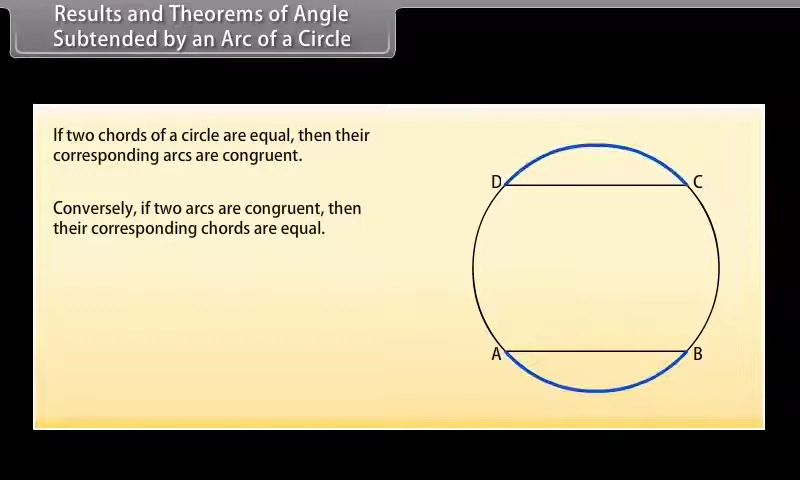 Results and Theorems of Angle
Subtended by an Arc of a Circle
If two chords of a circle are equal, then their
corresponding arcs are congruent.
Conversely, if two arcs are congruent, then
their corresponding chords are equal.
D
C
A
B